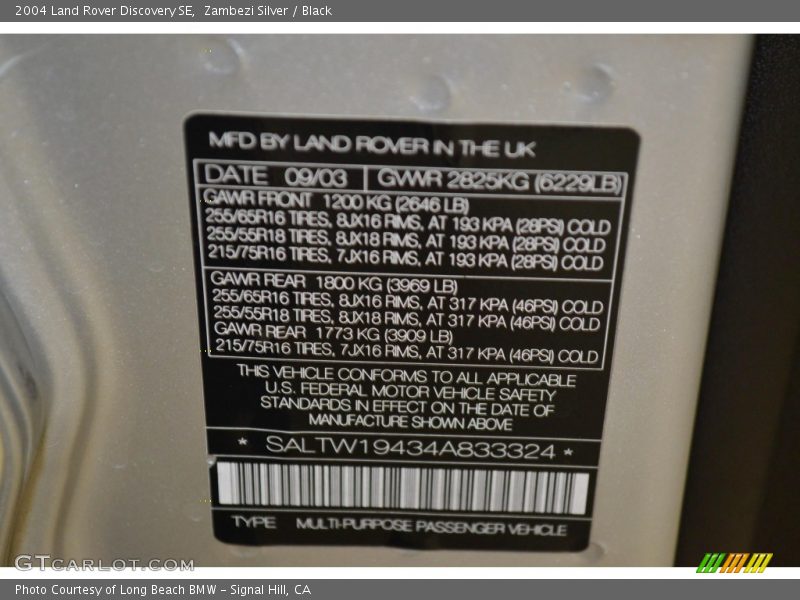 2004 Land Rover Discovery SE, Zambezi Silver / Black
MFD BY LAND ROVER IN THE UK
DATE 09/03 GVWR 2825KG (6229LB)
GAWR FRONT 1200 KG (2646 LB)
255/65R16 TIRES, 8JX16 RIMS, AT 193 KPA (28PSI) COLD
255/55R18 TIRES, 8JX18 RIMS, AT 193 KPA (28PSI) COLD
215/75R16 TIRES, 7JX16 RIMS, AT 193 KPA (28PSI) COLD
GAWR REAR 1800 KG (3969 LB)
255/65R16 TIRES, 8JX16 RIMS, AT 317 KPA (46PSI) COLD
255/55R18 TIRES, 8JX18 RIMS, AT 317 KPA (46PSI) COLD
GAWR REAR 1773 KG (3909 LB)
215/75R16 TIRES, 7JX16 RIMS, AT 317 KPA (46PSI) COLD
THIS VEHICLE CONFORMS TO ALL APPLICABLE
U.S. FEDERAL MOTOR VEHICLE SAFETY
STANDARDS IN EFFECT ON THE DATE OF
MANUFACTURE SHOWN ABOVE
* SALTW19434A833324 *
TYPE MULTI-PURPOSE PASSENGER VEHICLE
GTCARLOT.COM
Photo Courtesy of Long Beach BMW - Signal Hill, CA